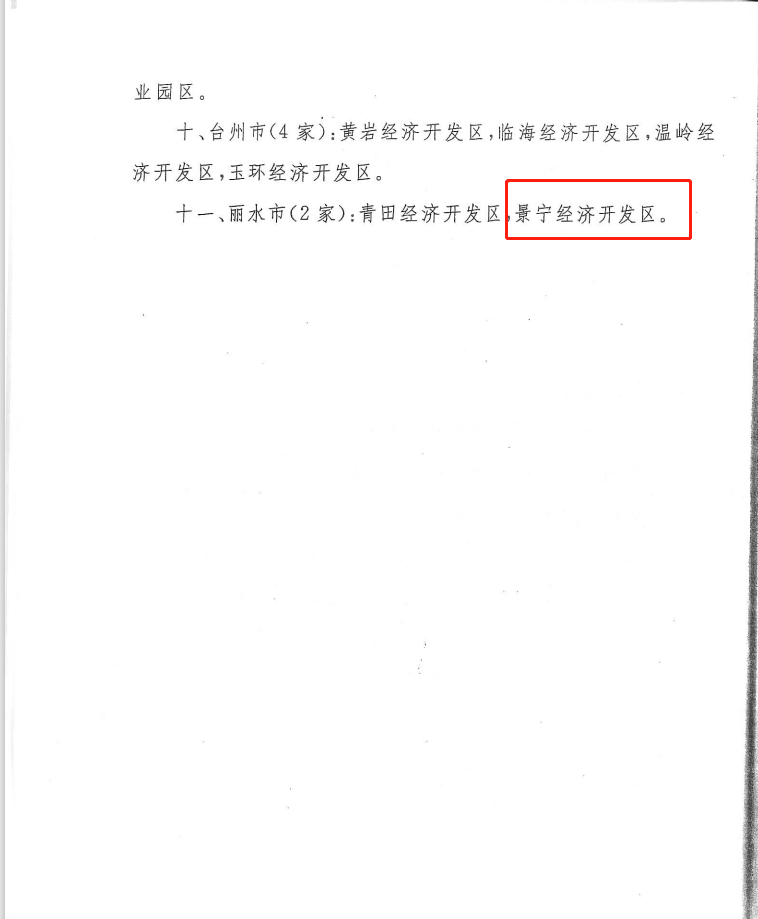 业园区。
十、台州市(4家):黄岩经济开发区,临海经济开发区,温岭经
济开发区,玉环经济开发区。
十一、丽水市(2家):青田经济开发区,景宁经济开发区。